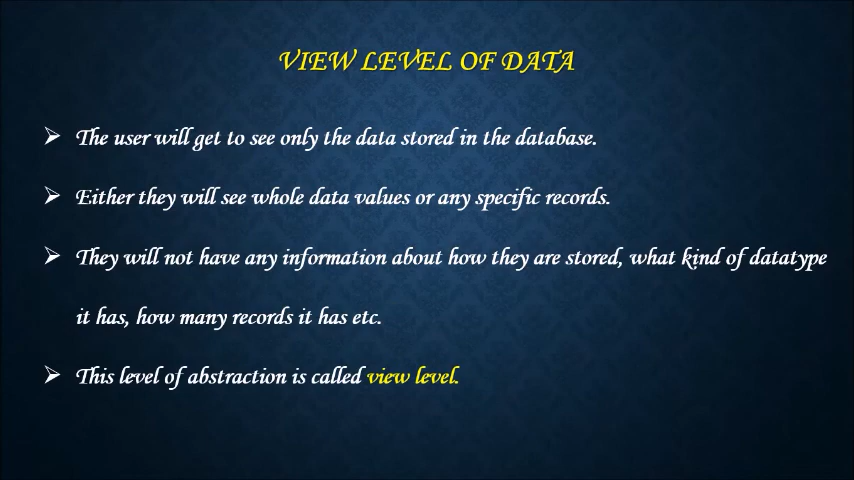 VIEW LEVEL OF DATA
➢ The user will get to see only the data stored in the database.
➢ Either they will see whole data values or any specific records.
➢ They will not have any information about how they are stored, what kind of datatype
it has, how many records it has etc.
➢ This level of abstraction is called view level.